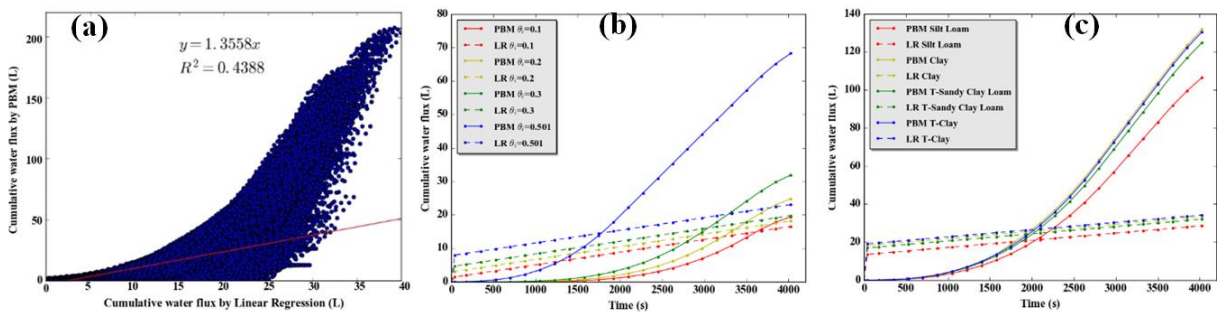 (a)
y=1.3558x
R²=0.4388
Cumulative water flux by PBM (L)
200
150
100
50
0
0 5 10 15 20 25 30 35 40
Cumulative water flux by Linear Regression (L)
(b)
PBM θi=0.1
LR θi=0.1
PBM θi=0.2
LR θi=0.2
PBM θi=0.3
LR θi=0.3
PBM θi=0.501
LR θi=0.501
Cumulative water flux (L)
80
70
60
50
40
30
20
10
0
0 500 1000 1500 2000 2500 3000 3500 4000
Time (s)
(c)
PBM Silt Loam
LR Silt Loam
PBM Clay
LR Clay
PBM T-Sandy Clay Loam
LR T-Sandy Clay Loam
PBM T-Clay
LR T-Clay
Cumulative water flux (L)
140
120
100
80
60
40
20
0
0 500 1000 1500 2000 2500 3000 3500 4000
Time (s)